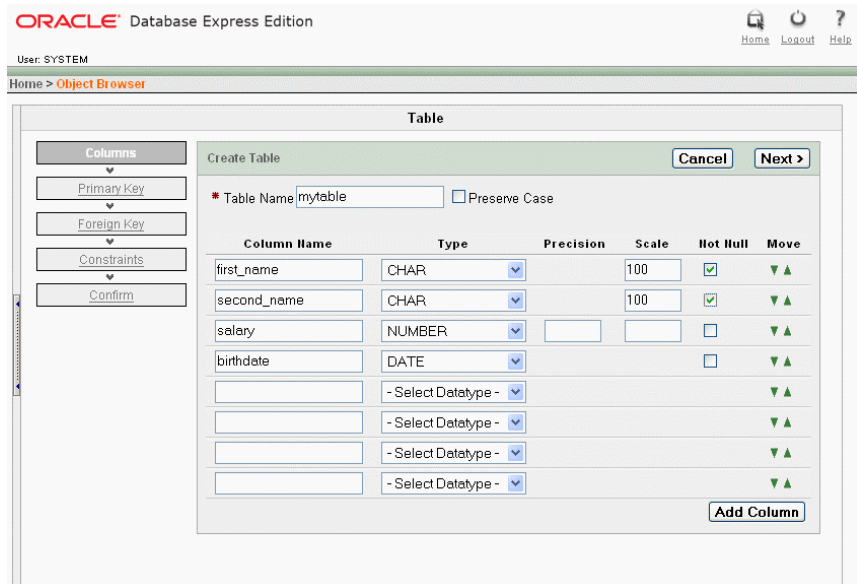 ORACLE® Database Express Edition
Home Logout Help
User: SYSTEM
Home > Object Browser
Table
Columns
Primary Key
Foreign Key
Constraints
Confirm
Create Table Cancel Next >
* Table Name mytable Preserve Case
Column Name Type Precision Scale Not Null Move
first_name CHAR 100
second_name CHAR 100
salary NUMBER
birthdate DATE
- Select Datatype -
- Select Datatype -
- Select Datatype -
- Select Datatype -
Add Column